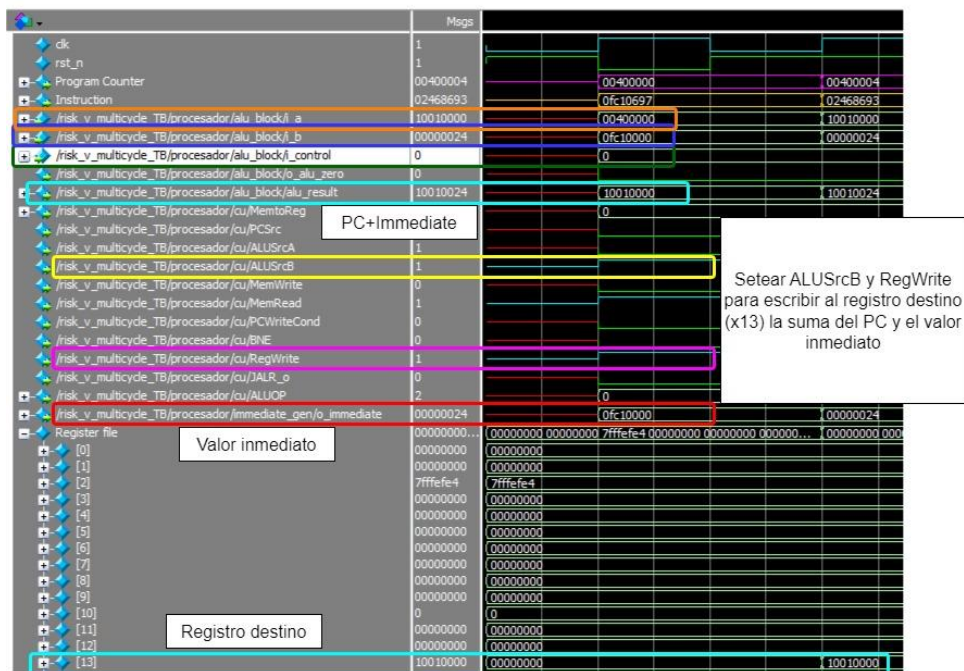 Msgs
clk 1
rst_n 1
Program Counter 00400004 00400000 00400004
Instruction 02468693 0fc10697 02468693
/risk_v_multicycle_TB/procesador/alu_block/i_a 10010000 00400000 10010000
/risk_v_multicycle_TB/procesador/alu_block/i_b 00000024 0fc10000 00000024
/risk_v_multicycle_TB/procesador/alu_block/i_control 0 0
/risk_v_multicycle_TB/procesador/alu_block/o_alu_zero 0
/risk_v_multicycle_TB/procesador/alu_block/alu_result 10010024 10010000 10010024
/risk_v_multicycle_TB/procesador/cu/MemtoReg 0
PC+Immediate
/risk_v_multicycle_TB/procesador/cu/PCSrc
/risk_v_multicycle_TB/procesador/cu/ALUSrcA 1
/risk_v_multicycle_TB/procesador/cu/ALUSrcB 1
/risk_v_multicycle_TB/procesador/cu/MemWrite 0
/risk_v_multicycle_TB/procesador/cu/MemRead 1
/risk_v_multicycle_TB/procesador/cu/PCWriteCond 0
/risk_v_multicycle_TB/procesador/cu/BNE 0
/risk_v_multicycle_TB/procesador/cu/RegWrite 1
/risk_v_multicycle_TB/procesador/cu/JALR_o 0
/risk_v_multicycle_TB/procesador/cu/ALUOP 2 0
/risk_v_multicycle_TB/procesador/immediate_gen/o_immediate 00000024 0fc10000 00000024
Setear ALUSrcB y RegWrite
para escribir al registro destino
(x13) la suma del PC y el valor
inmediato
Register file 00000000... 00000000 00000000 7fffefe4 00000000 00000000 000000... 00000000 000
Valor inmediato
[0] 00000000 00000000
[1] 00000000 00000000
[2] 7fffefe4 7fffefe4
[3] 00000000 00000000
[4] 00000000 00000000
[5] 00000000 00000000
[6] 00000000 00000000
[7] 00000000 00000000
[8] 00000000 00000000
[9] 00000000 00000000
[10] 0 0
[11] 00000000 00000000
Registro destino
[12] 00000000 00000000
[13] 10010000 00000000 10010000